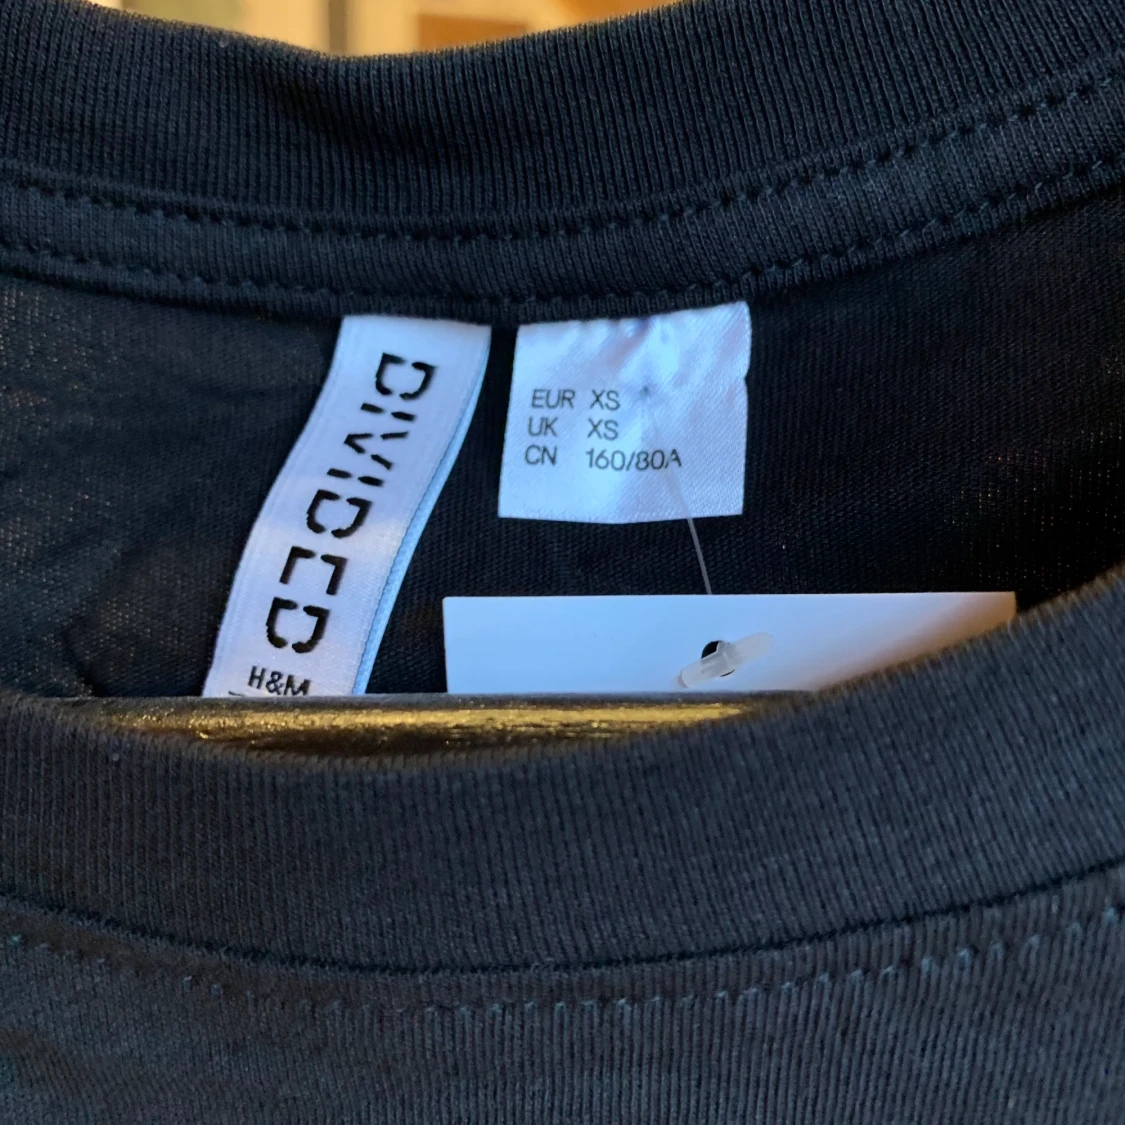 DIVIDED
H&M
EUR XS
UK XS
CN 160/80A